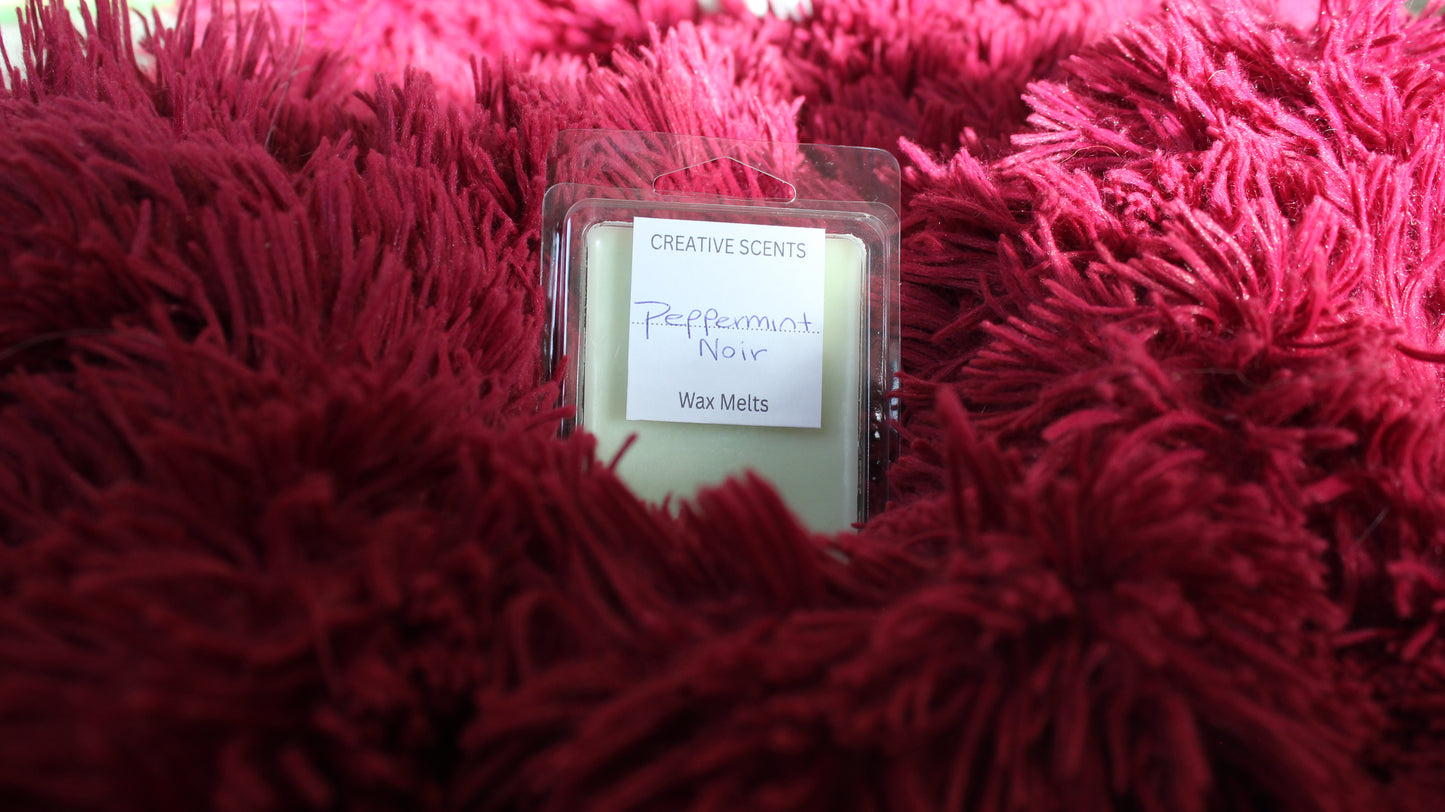 CREATIVE SCENTS
Peppermint
Noir
Wax Melts